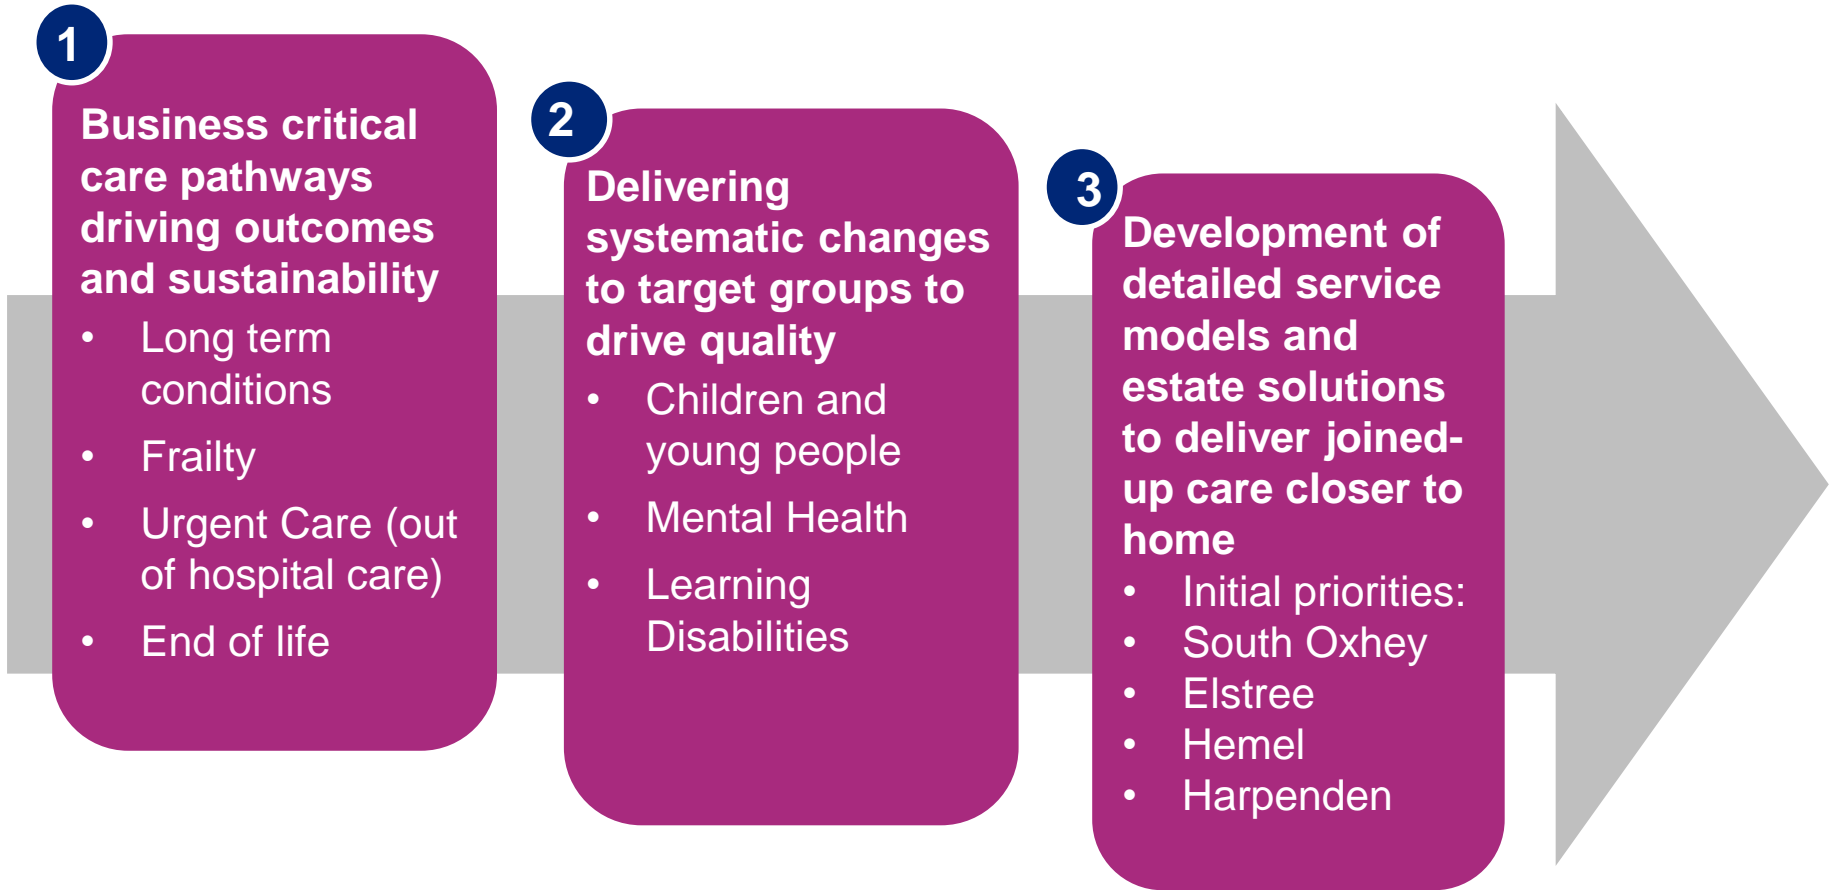 1
Business critical
care pathways
driving outcomes
and sustainability
• Long term
conditions
• Frailty
• Urgent Care (out
of hospital care)
• End of life
2
Delivering
systematic changes
to target groups to
drive quality
• Children and
young people
• Mental Health
• Learning
Disabilities
3
Development of
detailed service
models and
estate solutions
to deliver joined-
up care closer to
home
• Initial priorities:
• South Oxhey
• Elstree
• Hemel
• Harpenden